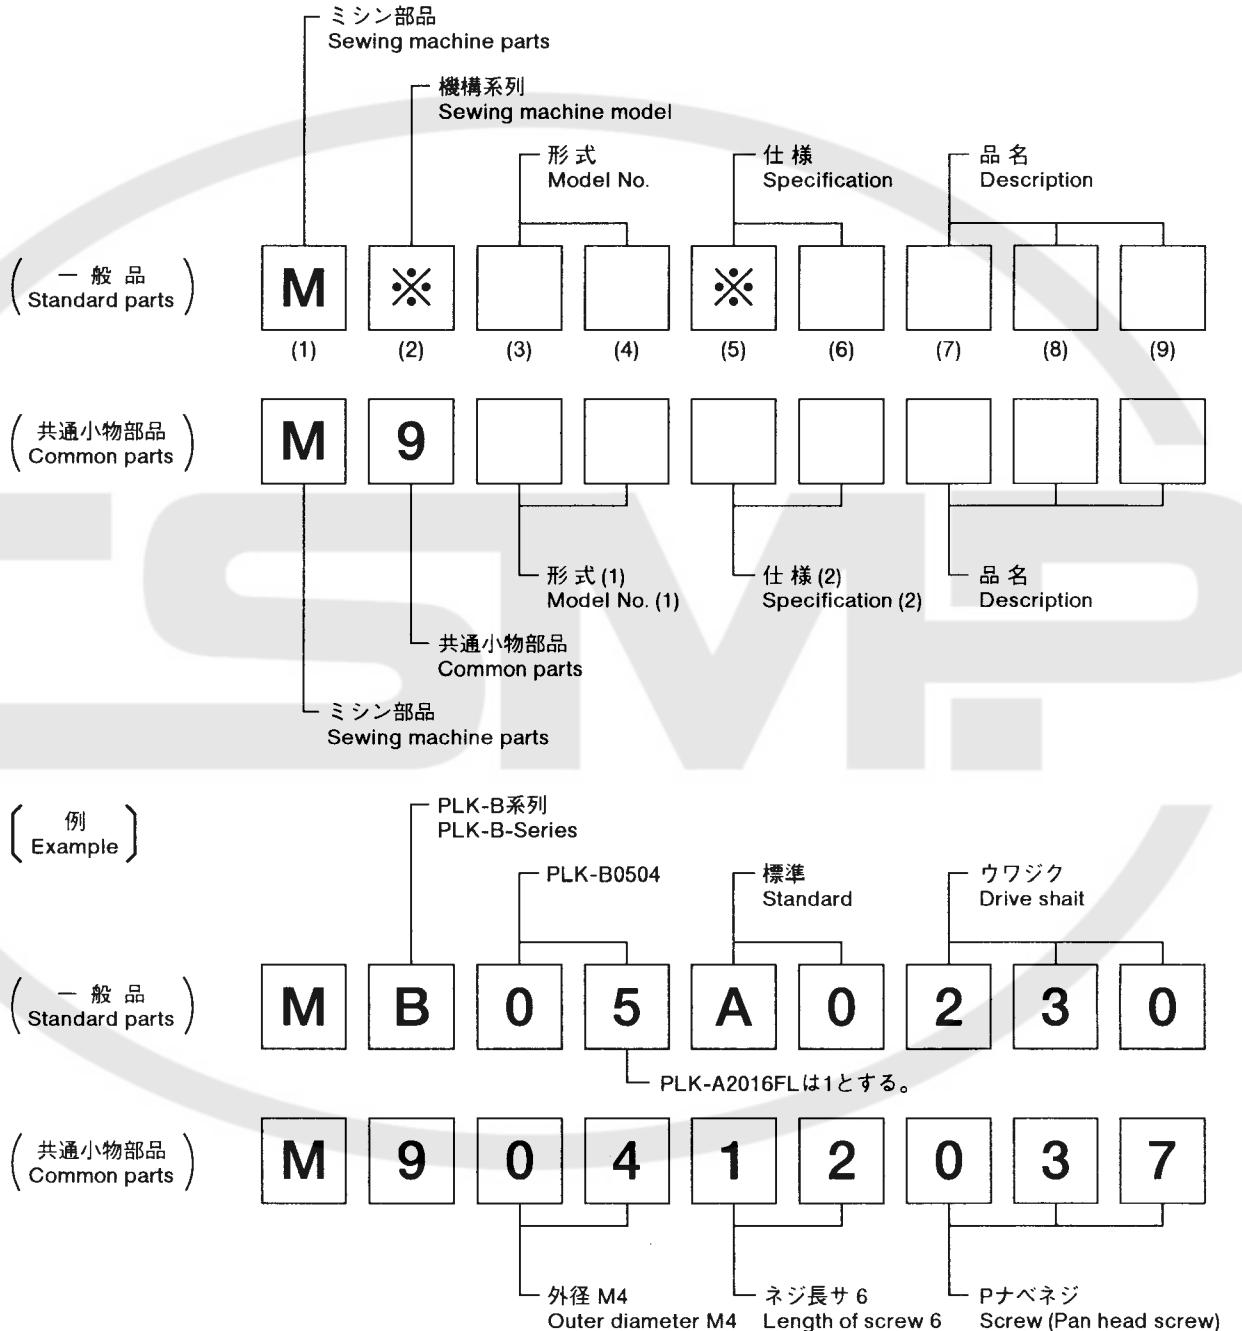 ミシン部品
Sewing machine parts
機構系列
Sewing machine model
形 式
Model No.
仕 様
Specification
品 名
Description
一 般 品
Standard parts
M ※ ※
(1) (2) (3) (4) (5) (6) (7) (8) (9)
共通小物部品
Common parts
M 9
形 式 (1)
Model No. (1)
仕 様 (2)
Specification (2)
品 名
Description
共通小物部品
Common parts
ミシン部品
Sewing machine parts
例
Example
PLK-B系列
PLK-B-Series
PLK-B0504
標準
Standard
ウワジク
Drive shait
一 般 品
Standard parts
M B 0 5 A 0 2 3 0
PLK-A2016FLは1とする。
共通小物部品
Common parts
M 9 0 4 1 2 0 3 7
外径 M4
Outer diameter M4
ネジ長サ 6
Length of screw 6
Pナベネジ
Screw (Pan head screw)
CSMP